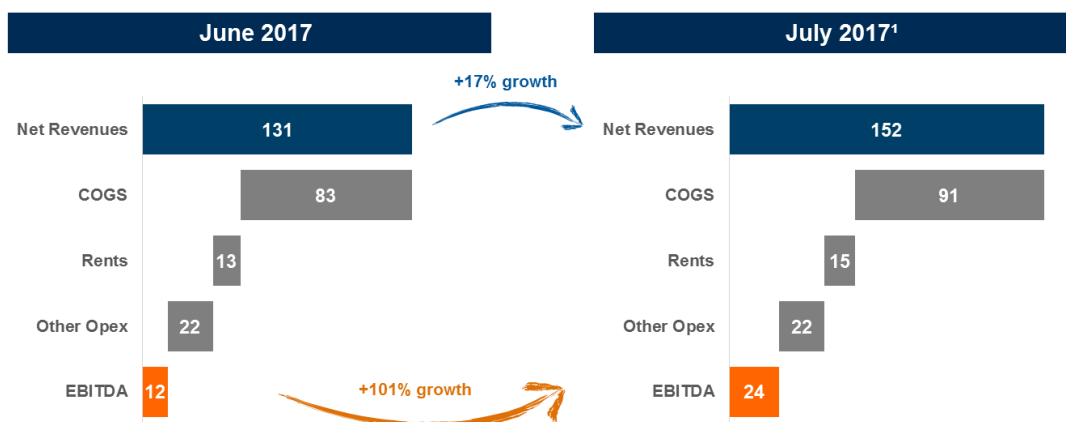 June 2017
July 2017¹
+17% growth
Net Revenues 131
Net Revenues 152
COGS 83
COGS 91
Rents 13
Rents 15
Other Opex 22
Other Opex 22
+101% growth
EBITDA 12
EBITDA 24